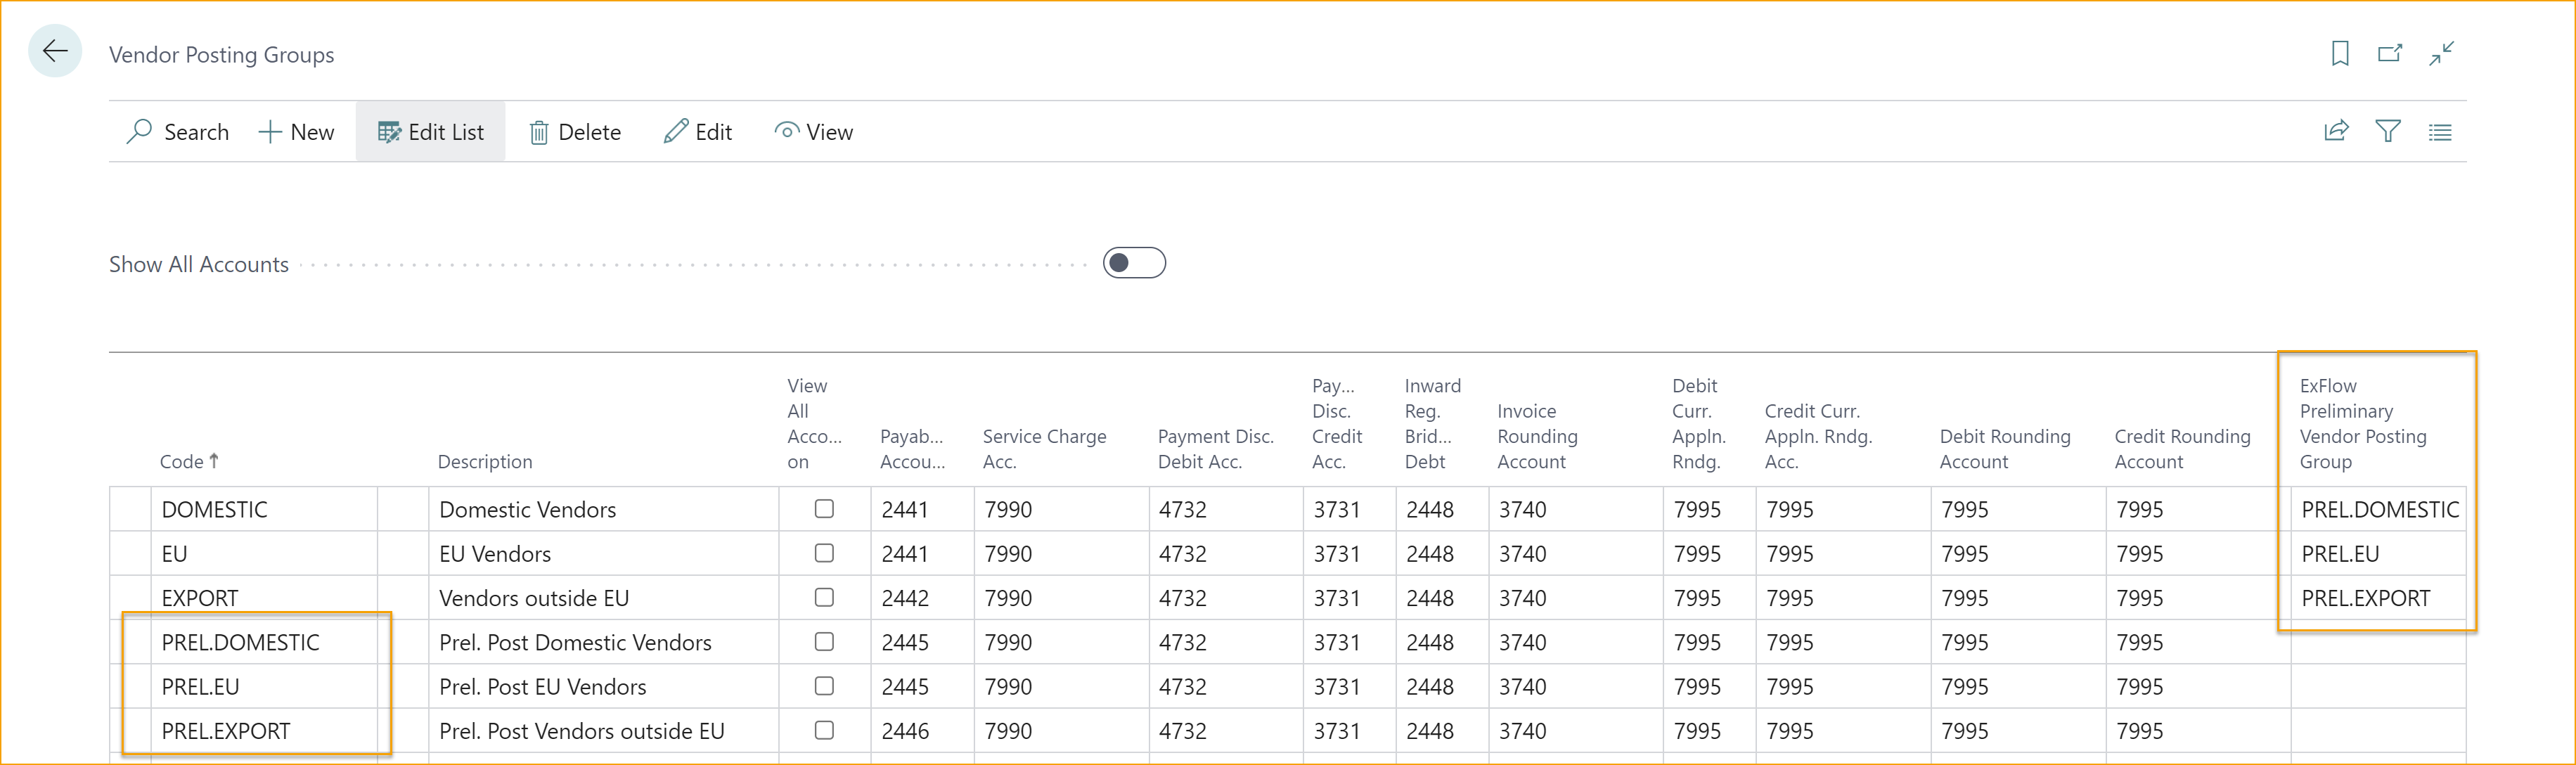 Vendor Posting Groups
Search New Edit List Delete Edit View
Show All Accounts
Code ↑ Description View All Acco... on Payab... Accou... Service Charge Acc. Payment Disc. Debit Acc. Pay... Disc. Credit Acc. Inward Reg. Brid... Debt Invoice Rounding Account Debit Curr. Appln. Rndg. Credit Curr. Appln. Rndg. Acc. Debit Rounding Account Credit Rounding Account ExFlow Preliminary Vendor Posting Group
DOMESTIC Domestic Vendors 2441 7990 4732 3731 2448 3740 7995 7995 7995 7995 PREL.DOMESTIC
EU EU Vendors 2441 7990 4732 3731 2448 3740 7995 7995 7995 7995 PREL.EU
EXPORT Vendors outside EU 2442 7990 4732 3731 2448 3740 7995 7995 7995 7995 PREL.EXPORT
PREL.DOMESTIC Prel. Post Domestic Vendors 2445 7990 4732 3731 2448 3740 7995 7995 7995 7995
PREL.EU Prel. Post EU Vendors 2445 7990 4732 3731 2448 3740 7995 7995 7995 7995
PREL.EXPORT Prel. Post Vendors outside EU 2446 7990 4732 3731 2448 3740 7995 7995 7995 7995